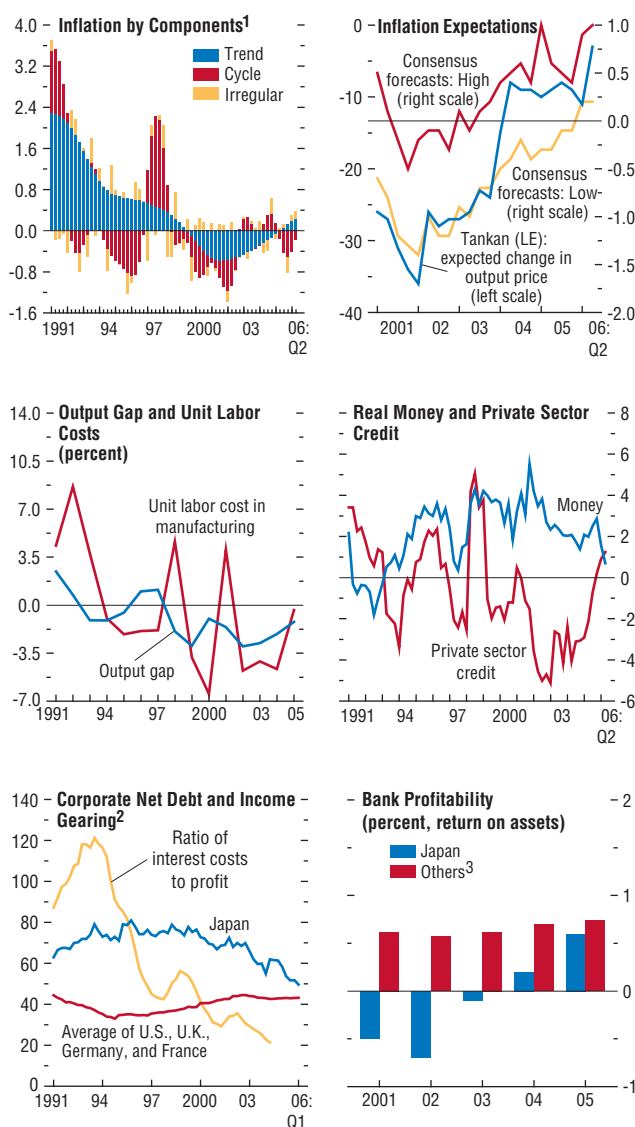 Inflation by Components1
4.0
3.2
2.4
1.6
0.8
0.0
-0.8
-1.6
Trend
Cycle
Irregular
1991 94 97 2000 03 06:
Q2
Inflation Expectations
0
-10
-20
-30
-40
1.0
0.5
0.0
-0.5
-1.0
-1.5
-2.0
Consensus
forecasts: High
(right scale)
Consensus
forecasts: Low
(right scale)
Tankan (LE):
expected change in
output price
(left scale)
2001 02 03 04 05 06:
Q2
Output Gap and Unit Labor
Costs
(percent)
14.0
10.5
7.0
3.5
0.0
-3.5
-7.0
Unit labor cost in
manufacturing
Output gap
1991 94 97 2000 03 05
Real Money and Private Sector
Credit
8
6
4
2
0
-2
-4
-6
Money
Private sector
credit
1991 94 97 2000 03 06:
Q2
Corporate Net Debt and Income
Gearing2
140
120
100
80
60
40
20
0
Ratio of
interest costs
to profit
Japan
Average of U.S., U.K.,
Germany, and France
1991 94 97 2000 03 06:
Q1
Bank Profitability
(percent, return on assets)
Japan
Others3
2
1
0
-1
2001 02 03 04 05